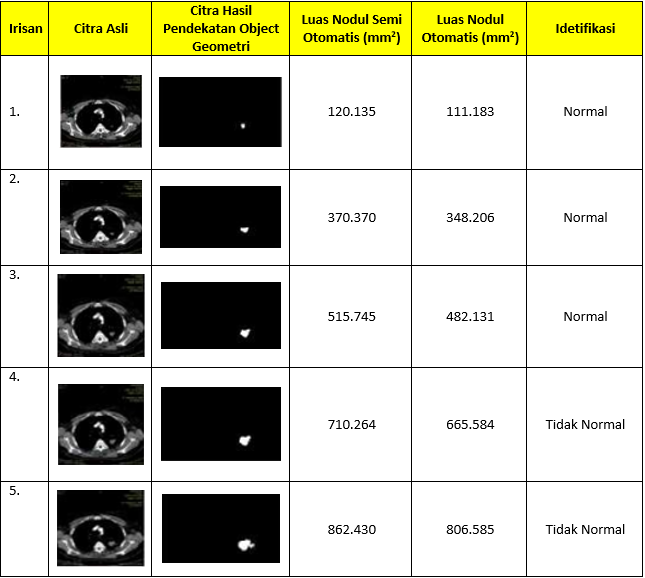 Irisan
Citra Asli
Citra Hasil
Pendekatan Object
Geometri
Luas Nodul Semi
Otomatis (mm²)
Luas Nodul
Otomatis (mm²)
Idetifikasi
1.
120.135
111.183
Normal
2.
370.370
348.206
Normal
3.
515.745
482.131
Normal
4.
710.264
665.584
Tidak Normal
5.
862.430
806.585
Tidak Normal